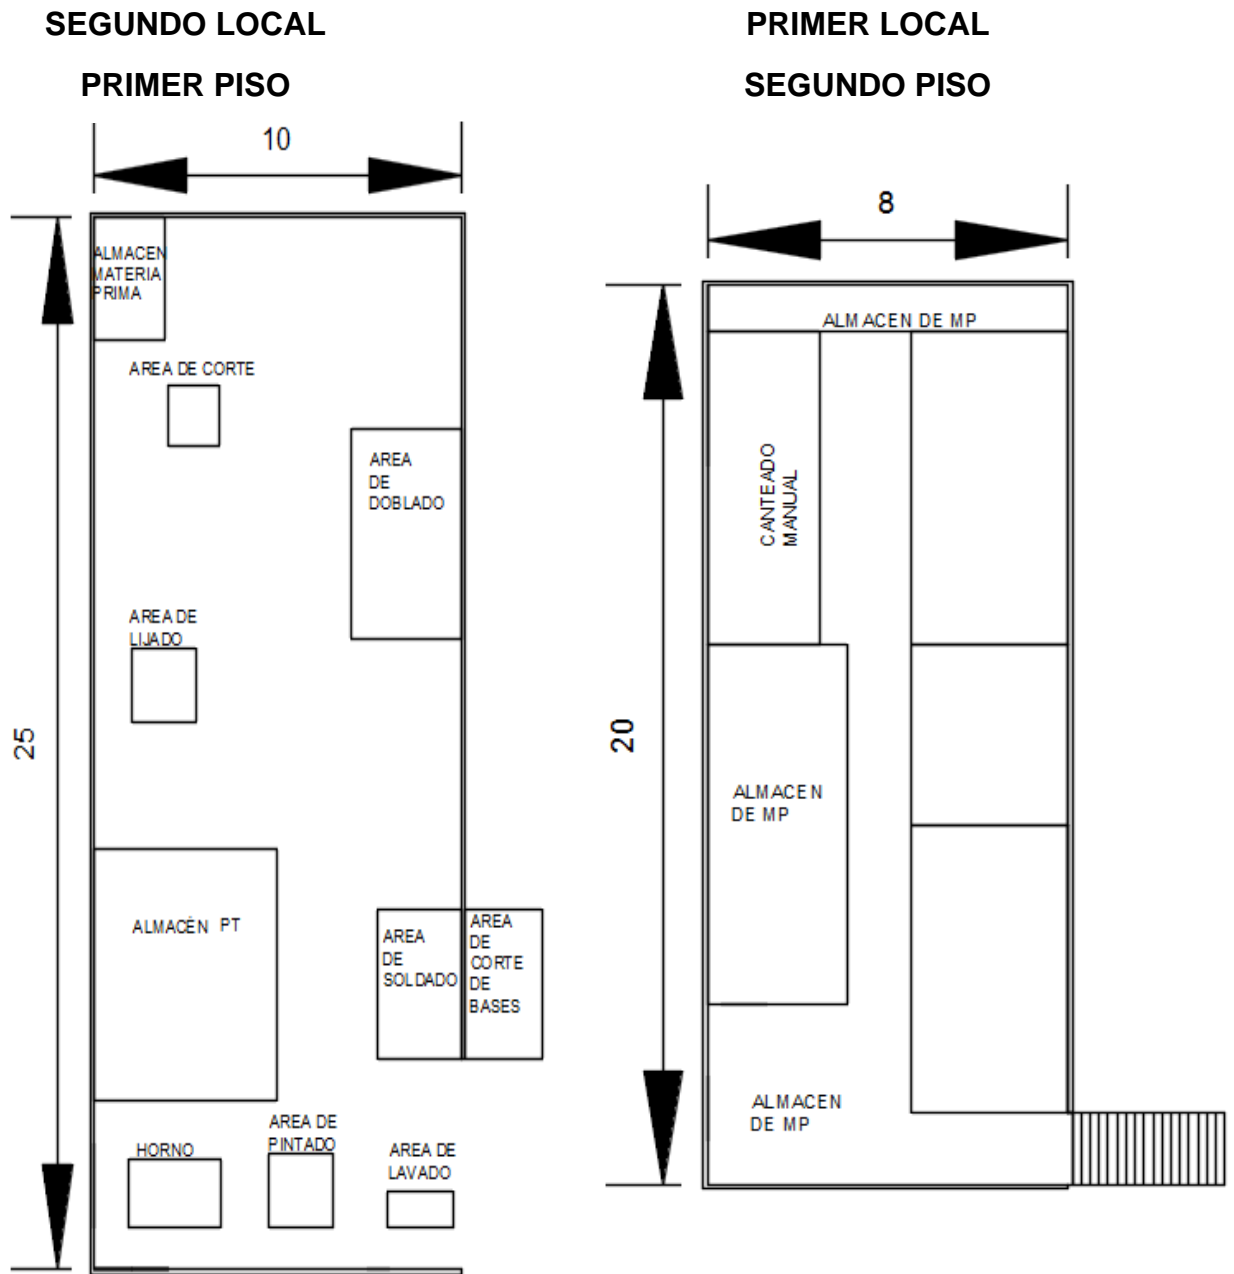 SEGUNDO LOCAL
PRIMER PISO
10
25
ALMACEN
MATERIA
PRIMA
AREA DE CORTE
AREA
DE
DOBLADO
AREA DE
LIJADO
ALMACÉN PT
AREA
DE
SOLDADO
AREA
DE
CORTE
DE
BASES
HORNO
AREA DE
PINTADO
AREA DE
LAVADO
PRIMER LOCAL
SEGUNDO PISO
8
20
ALMACEN DE MP
CANTEADO
MANUAL
ALMACEN
DE MP
ALMACEN
DE MP